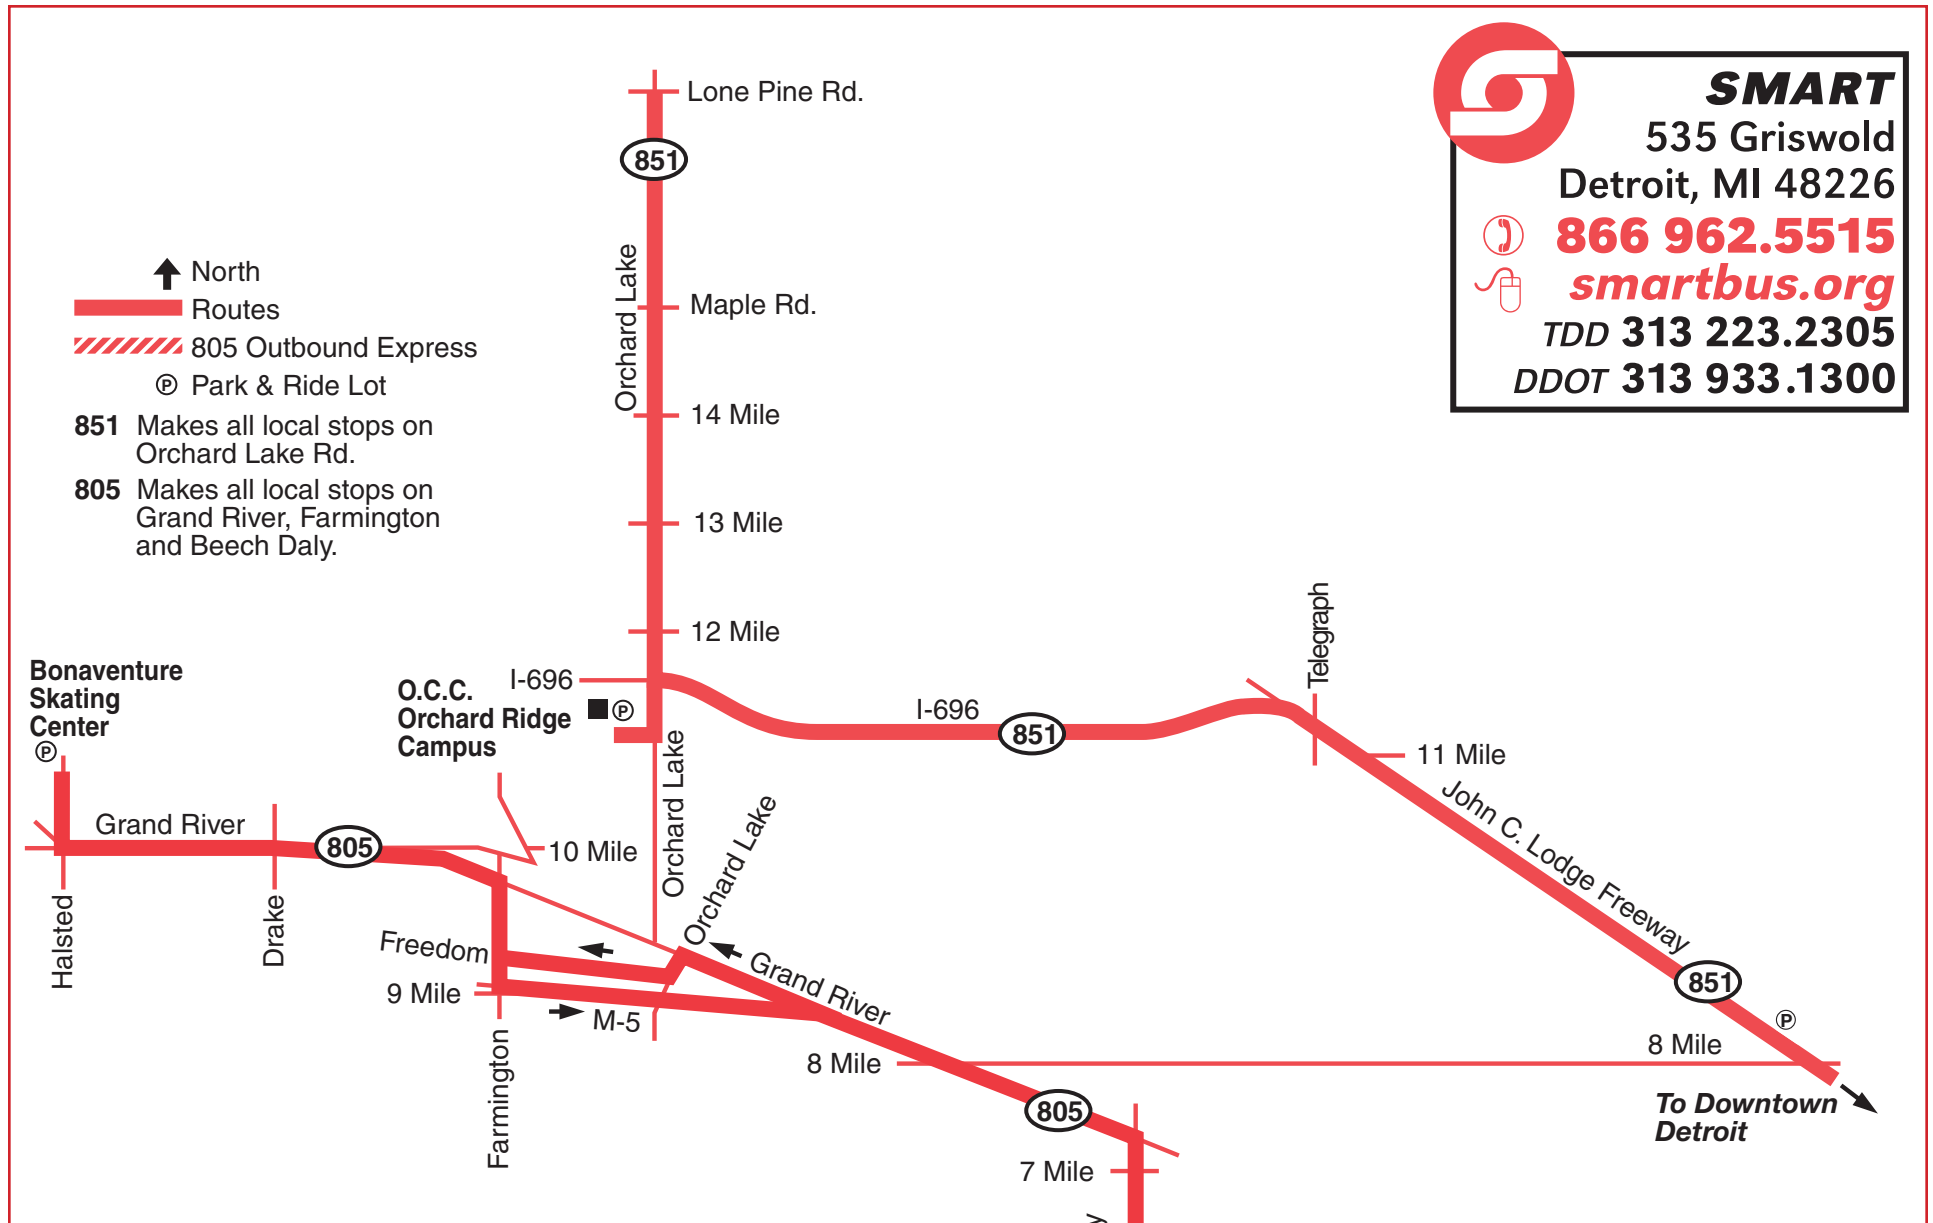 Lone Pine Rd.
851
Orchard Lake
Maple Rd.
14 Mile
13 Mile
12 Mile
SMART
535 Griswold
Detroit, MI 48226
866 962.5515
smartbus.org
TDD 313 223.2305
DDOT 313 933.1300
North
Routes
805 Outbound Express
P Park & Ride Lot
851 Makes all local stops on
Orchard Lake Rd.
805 Makes all local stops on
Grand River, Farmington
and Beech Daly.
Bonaventure
Skating
Center
P
O.C.C.
Orchard Ridge
Campus
I-696
P
I-696
851
Telegraph
11 Mile
John C. Lodge Freeway
851
P
8 Mile
To Downtown
Detroit
Grand River
805
10 Mile
Orchard Lake
Orchard Lake
Halsted
Drake
Freedom
9 Mile
M-5
Farmington
Grand River
8 Mile
805
7 Mile